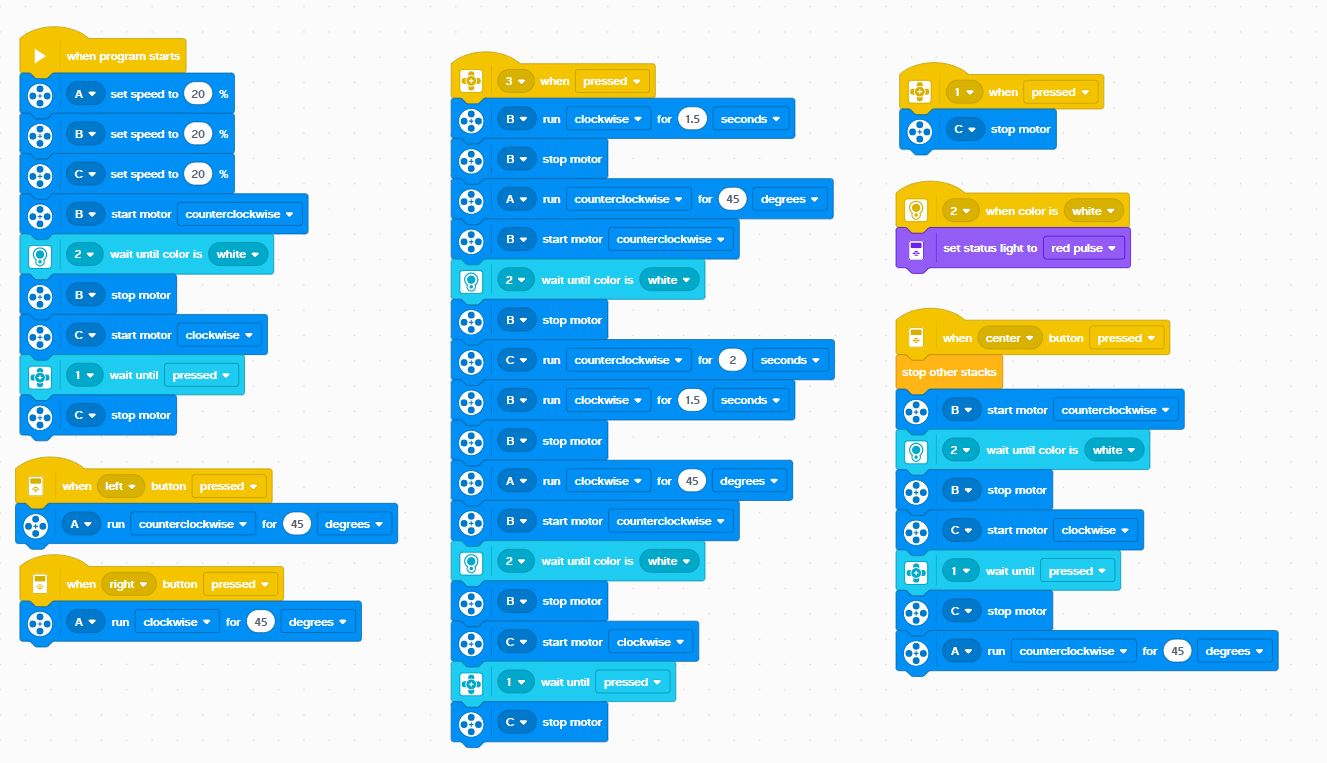 when program starts
A set speed to 20 %
B set speed to 20 %
C set speed to 20 %
B start motor counterclockwise
2 wait until color is white
B stop motor
C start motor clockwise
1 wait until pressed
C stop motor
when left button pressed
A run counterclockwise for 45 degrees
when right button pressed
A run clockwise for 45 degrees
3 when pressed
B run clockwise for 1.5 seconds
B stop motor
A run counterclockwise for 45 degrees
B start motor counterclockwise
2 wait until color is white
B stop motor
C run counterclockwise for 2 seconds
B run clockwise for 1.5 seconds
B stop motor
A run clockwise for 45 degrees
B start motor counterclockwise
2 wait until color is white
B stop motor
C start motor clockwise
1 wait until pressed
C stop motor
1 when pressed
C stop motor
2 when color is white
set status light to red pulse
when center button pressed
stop other stacks
B start motor counterclockwise
2 wait until color is white
B stop motor
C start motor clockwise
1 wait until pressed
C stop motor
A run counterclockwise for 45 degrees